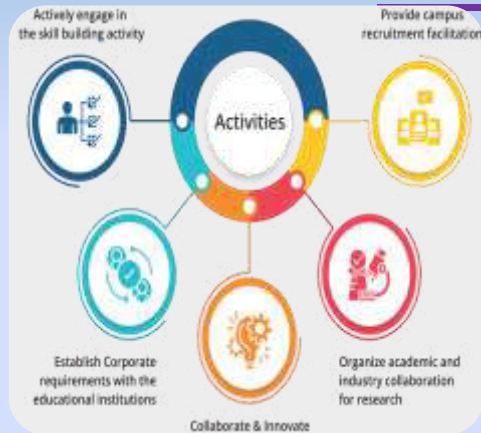 Actively engage in
the skill building activity
Provide campus
recruitment facilitation
Activities
Establish Corporate
requirements with the
educational institutions
Collaborate & Innovate
Organize academic and
industry collaboration
for research